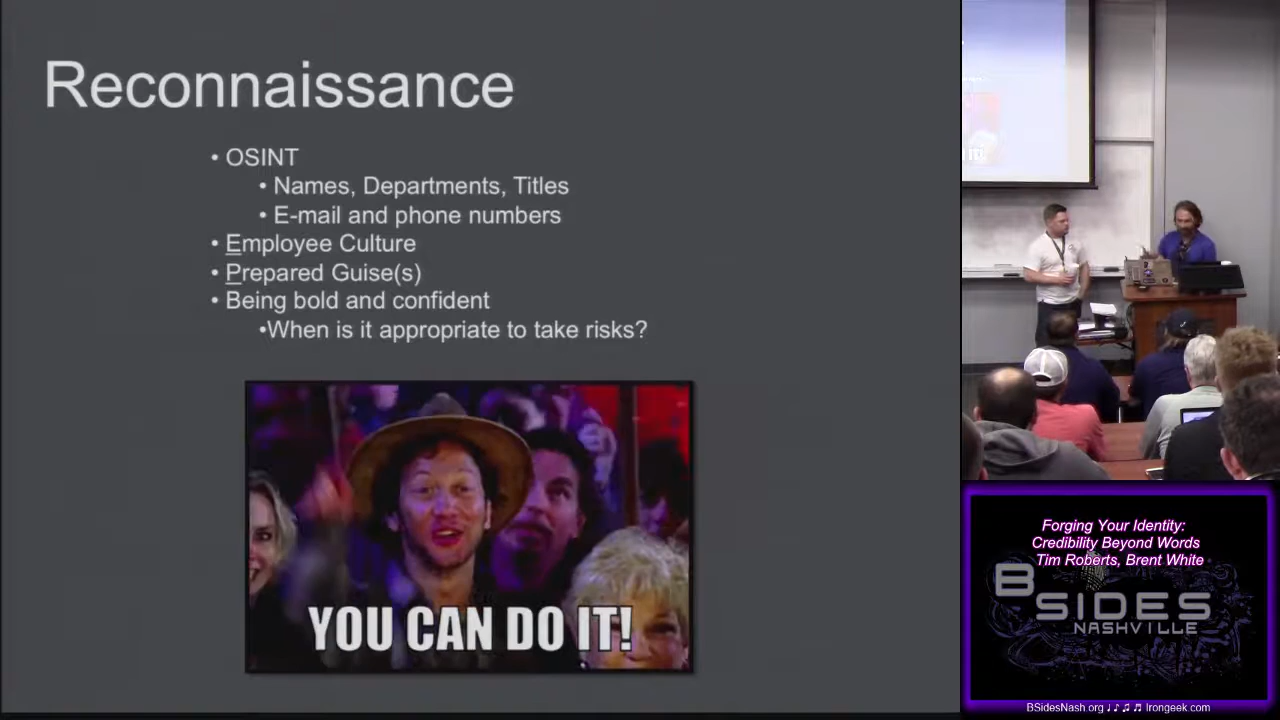 Reconnaissance
• OSINT
• Names, Departments, Titles
• E-mail and phone numbers
• Employee Culture
• Prepared Guise(s)
• Being bold and confident
•When is it appropriate to take risks?
YOU CAN DO IT!
IT!
Forging Your Identity:
Credibility Beyond Words
Tim Roberts, Brent White
B
SIDES
NASHVILLE
BSidesNash.org ♩ ♪ ♫ ♬ Irongeek.com